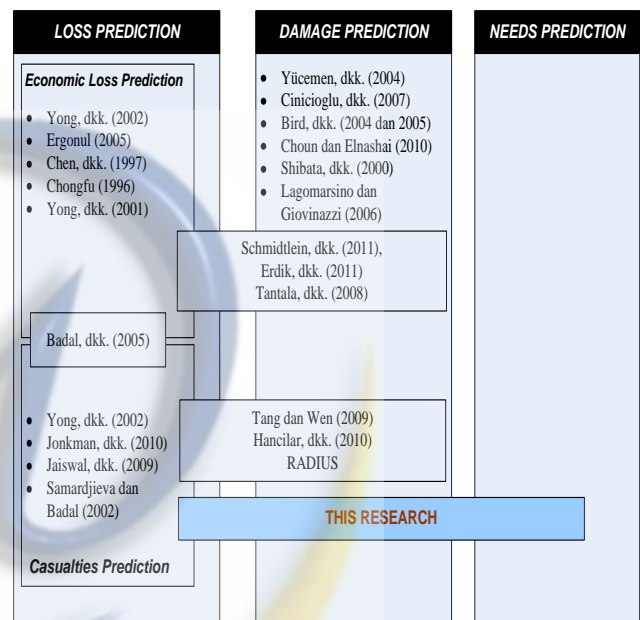 LOSS PREDICTION
DAMAGE PREDICTION
NEEDS PREDICTION
Economic Loss Prediction
• Yong, dkk. (2002)
• Ergonul (2005)
• Chen, dkk. (1997)
• Chongfu (1996)
• Yong, dkk. (2001)
• Yücemen, dkk. (2004)
• Cinicioglu, dkk. (2007)
• Bird, dkk. (2004 dan 2005)
• Choun dan Elnashai (2010)
• Shibata, dkk. (2000)
• Lagomarsino dan
Giovinazzi (2006)
Schmidtlein, dkk. (2011),
Erdik, dkk. (2011)
Tantala, dkk. (2008)
Badal, dkk. (2005)
• Yong, dkk. (2002)
• Jonkman, dkk. (2010)
• Jaiswal, dkk. (2009)
• Samardjieva dan
Badal (2002)
Tang dan Wen (2009)
Hancilar, dkk. (2010)
RADIUS
THIS RESEARCH
Casualties Prediction